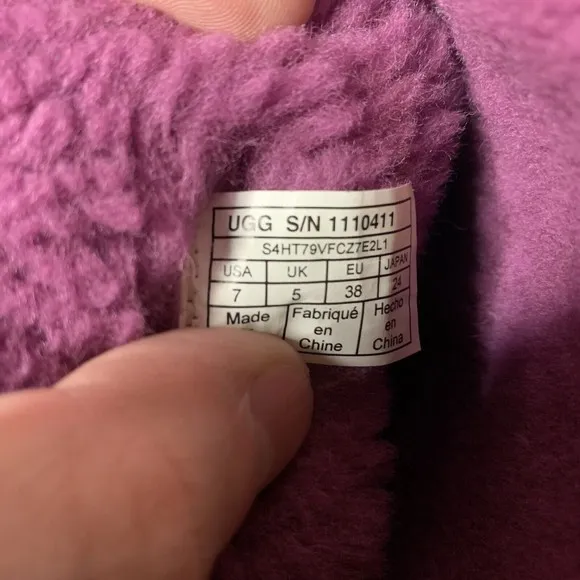 UGG S/N 1110411
S4HT79VFCZ7E2L1
USA UK EU JAPAN
7 5 38 24
Made
Fabriqué en Chine
Hecho en China